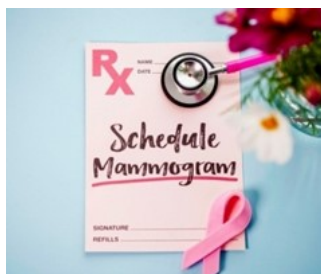 RX
NAME
DATE
Schedule
Mammogram
SIGNATURE
REFILLS